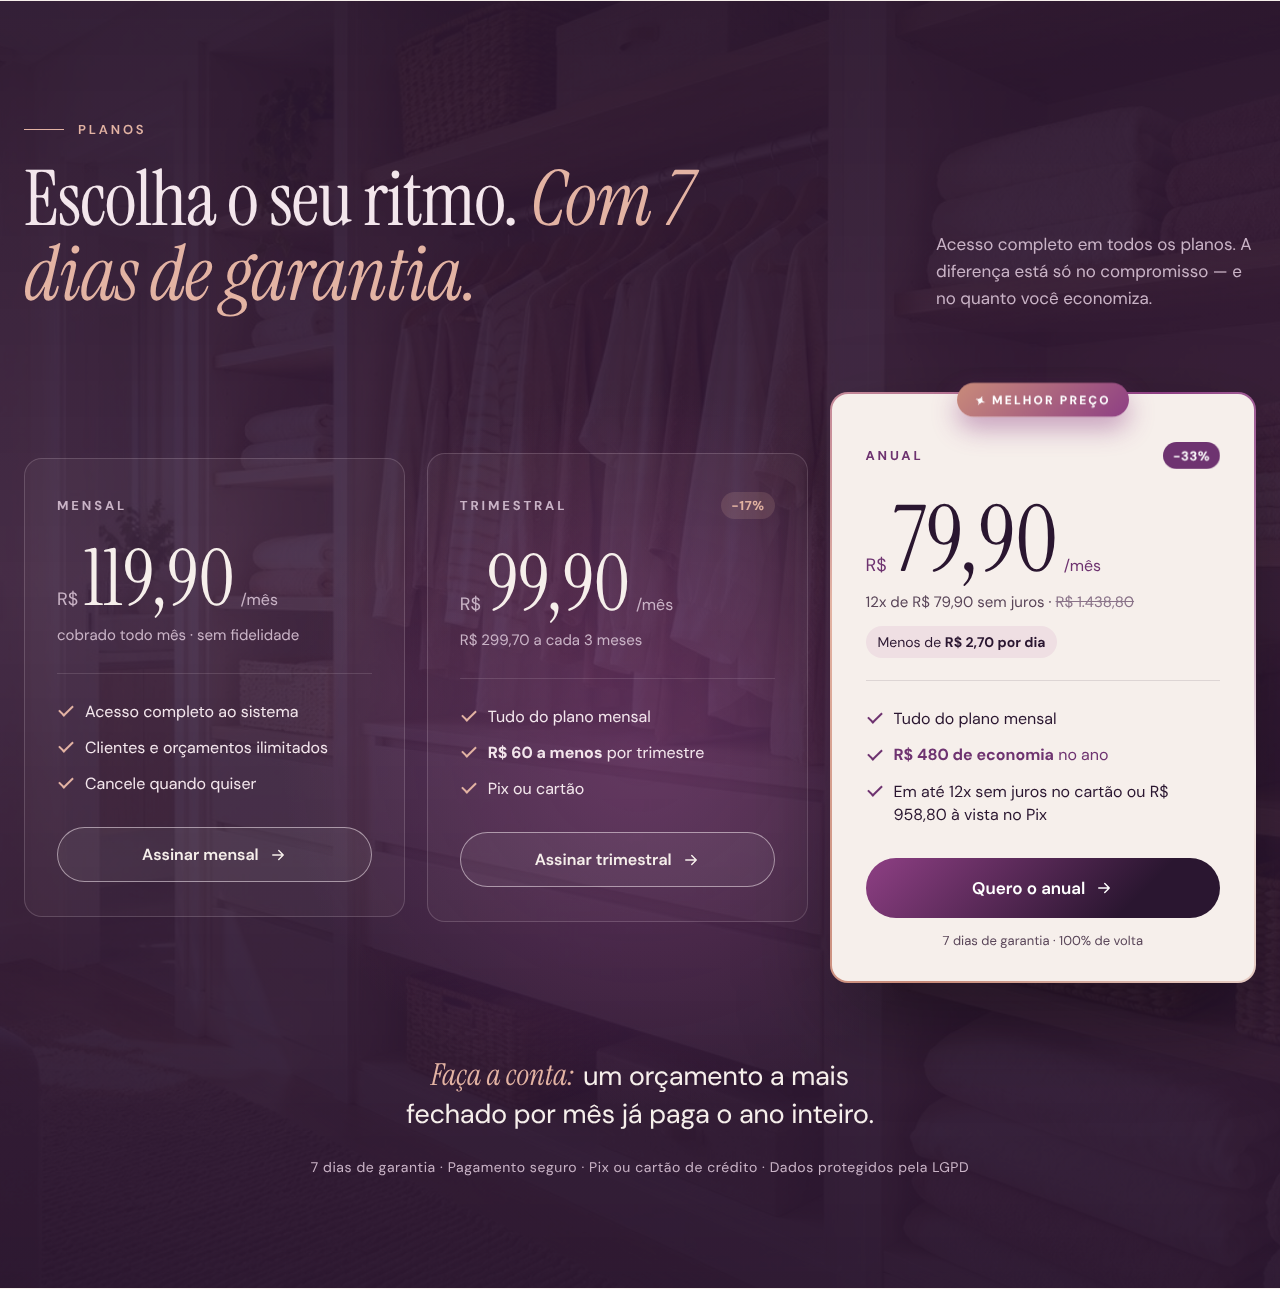 PLANOS
Escolha o seu ritmo. Com 7
dias de garantia.
Acesso completo em todos os planos. A
diferença está só no compromisso — e
no quanto você economiza.
MENSAL
R$ 119,90 /mês
cobrado todo mês · sem fidelidade
Acesso completo ao sistema
Clientes e orçamentos ilimitados
Cancele quando quiser
Assinar mensal →
TRIMESTRAL -17%
R$ 99,90 /mês
R$ 299,70 a cada 3 meses
Tudo do plano mensal
R$ 60 a menos por trimestre
Pix ou cartão
Assinar trimestral →
✦ MELHOR PREÇO
ANUAL -33%
R$ 79,90 /mês
12x de R$ 79,90 sem juros · R$ 1.438,80
Menos de R$ 2,70 por dia
Tudo do plano mensal
R$ 480 de economia no ano
Em até 12x sem juros no cartão ou R$
958,80 à vista no Pix
Quero o anual →
7 dias de garantia · 100% de volta
Faça a conta: um orçamento a mais
fechado por mês já paga o ano inteiro.
7 dias de garantia · Pagamento seguro · Pix ou cartão de crédito · Dados protegidos pela LGPD